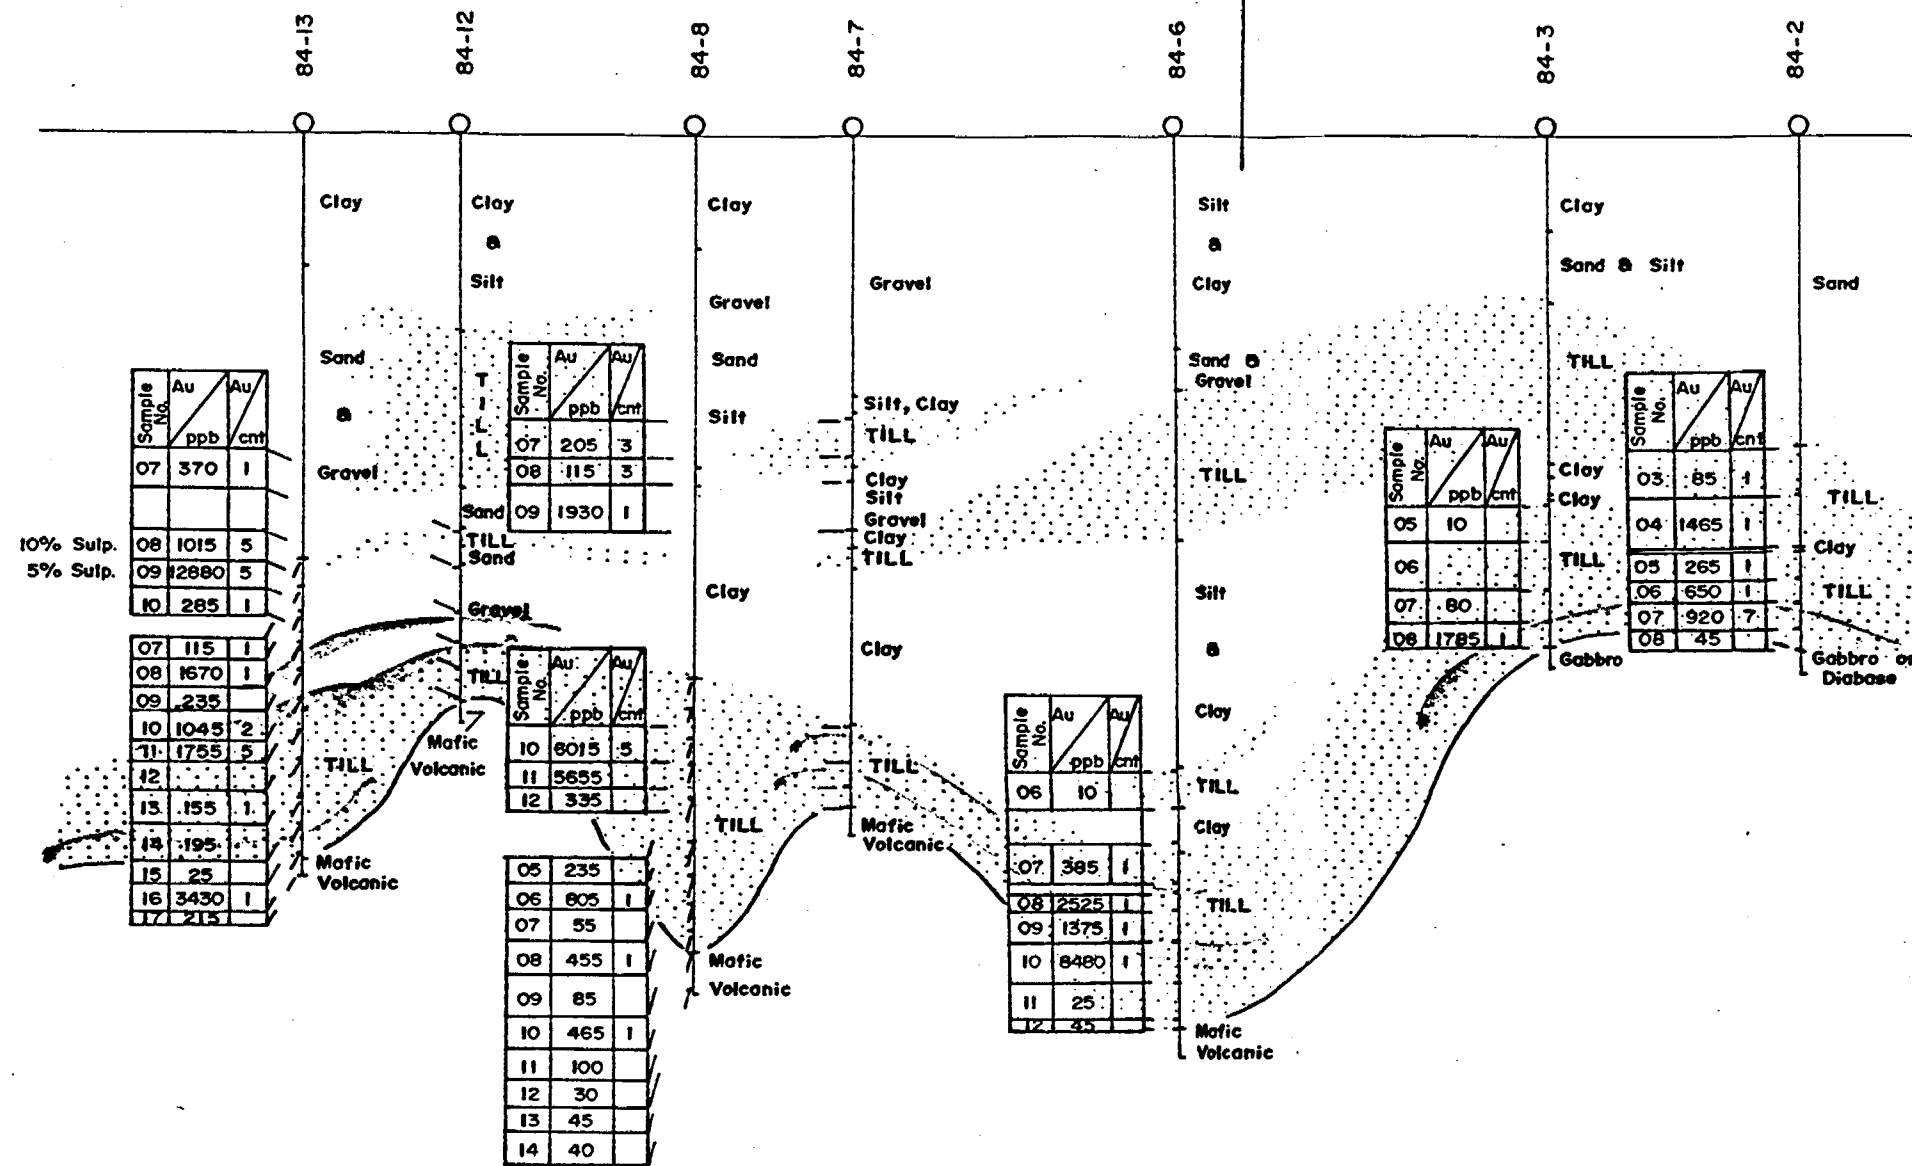 84-13
84-12
84-8
84-7
84-6
84-3
84-2
Clay
Sand
a
Gravel
Mafic
Volcanic
TILL
Sample No. Au ppb Au cnt
07 370 1
10% Sulp. 08 1015 5
5% Sulp. 09 12880 5
10 285 1
07 115 1
08 1670 1
09 235
10 1045 2
11 1755 5
12
13 155 1
14 195
15 25
16 3430 1
17 215
Clay
a
Silt
TILL
Sand
TILL
Sand
Gravel
TILL
Mafic
Volcanic
Sample No. Au ppb Au cnt
07 205 3
08 115 3
09 1930 1
Sample No. Au ppb Au cnt
10 6015 5
11 5655
12 335
05 235
06 805 1
07 55
08 455 1
09 85
10 465 1
11 100
12 30
13 45
14 40
Clay
Gravel
Sand
Silt
Clay
TILL
Mafic
Volcanic
Gravel
Silt, Clay
TILL
Clay
Silt
Gravel
Clay
TILL
Clay
TILL
Mafic
Volcanic
Sample No. Au ppb Au cnt
06 10
07 385 1
08 2525 1
09 1375 1
10 8480 1
11 25
12 45
Silt
a
Clay
Sand a
Gravel
TILL
Silt
a
Clay
TILL
Clay
TILL
Mafic
Volcanic
Sample No. Au ppb Au cnt
05 10
06
07 80
08 1785 1
Clay
Sand a Silt
TILL
Clay
Clay
TILL
Gabbro
Sample No. Au ppb Au cnt
03 85 1
04 1465 1
05 265 1
06 650 1
07 920 7
08 45
Sand
TILL
Clay
TILL
Gabbro or
Diabase